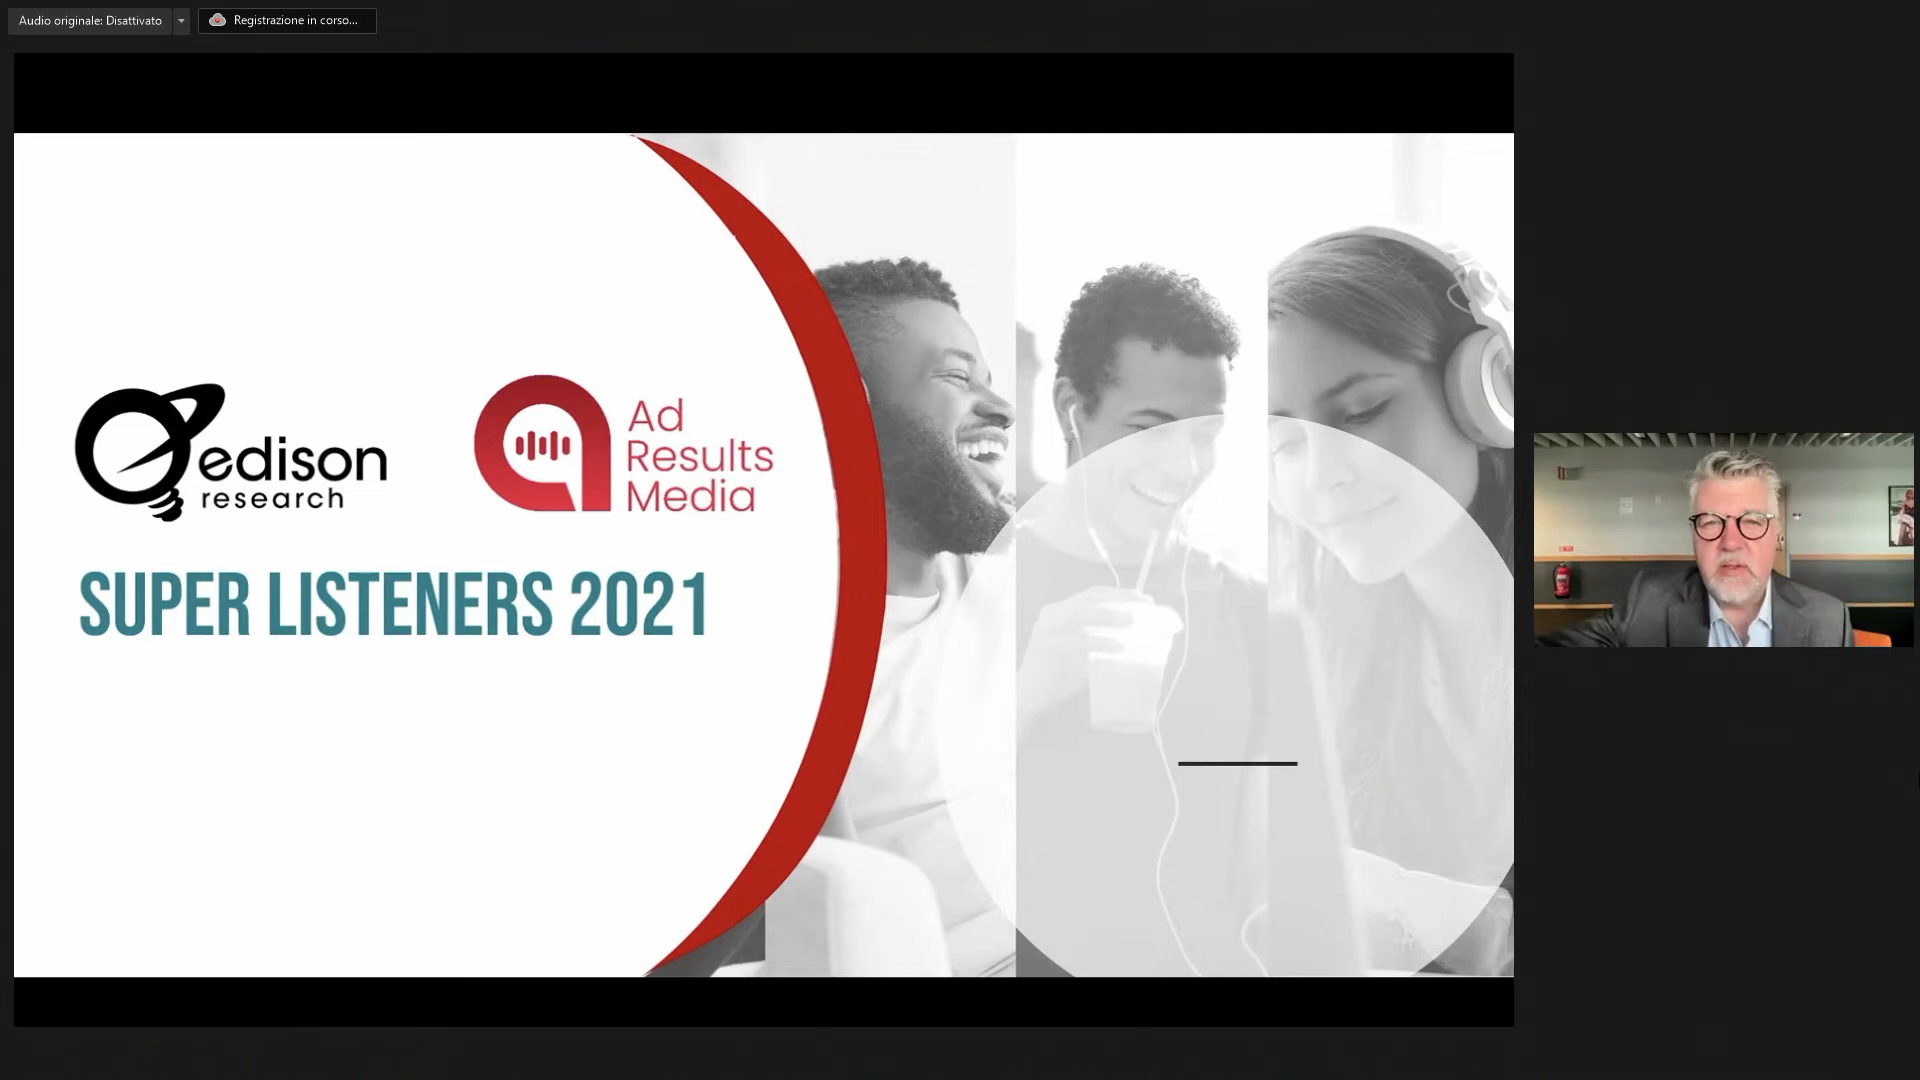 Audio originale: Disattivato
Registrazione in corso...
edison
research
Ad
Results
Media
SUPER LISTENERS 2021